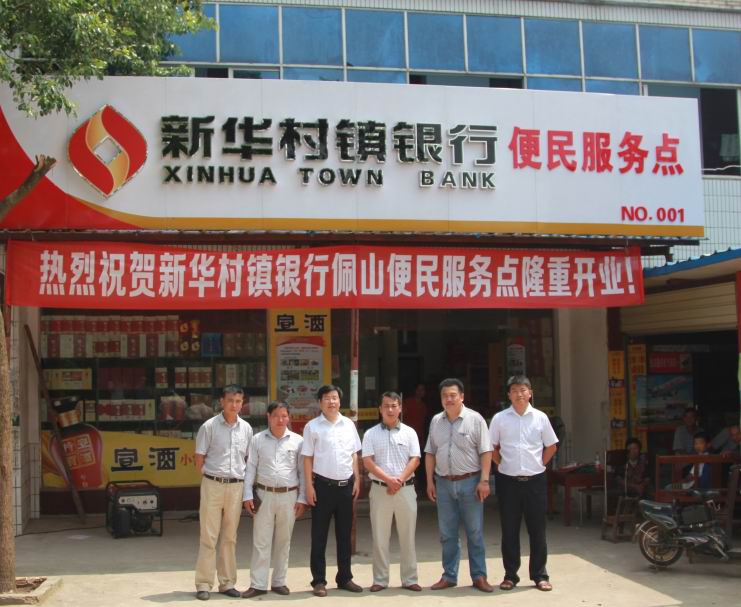 新华村镇银行 便民服务点
XINHUA TOWN BANK
NO.001
热烈祝贺新华村镇银行佩山便民服务点隆重开业！
宣酒
宣酒